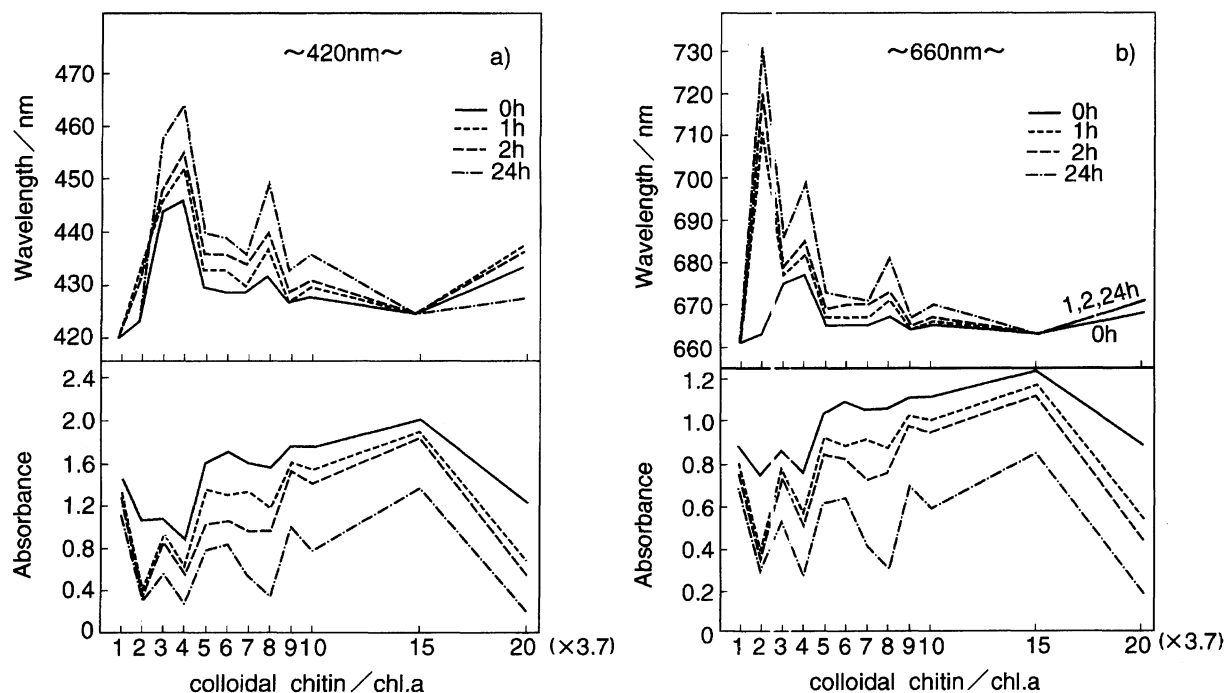 ～420nm～
a)
470
460
450
440
430
420
Wavelength／nm
0h
1h
2h
24h
2.4
2.0
1.6
1.2
0.8
0.4
0
Absorbance
1 2 3 4 5 6 7 8 9 10 15 20 (×3.7)
colloidal chitin／chl.a
～660nm～
b)
730
720
710
700
690
680
670
660
Wavelength／nm
0h
1h
2h
24h
1,2,24h
0h
1.2
1.0
0.8
0.6
0.4
0.2
0
Absorbance
1 2 3 4 5 6 7 8 9 10 15 20 (×3.7)
colloidal chitin／chl.a